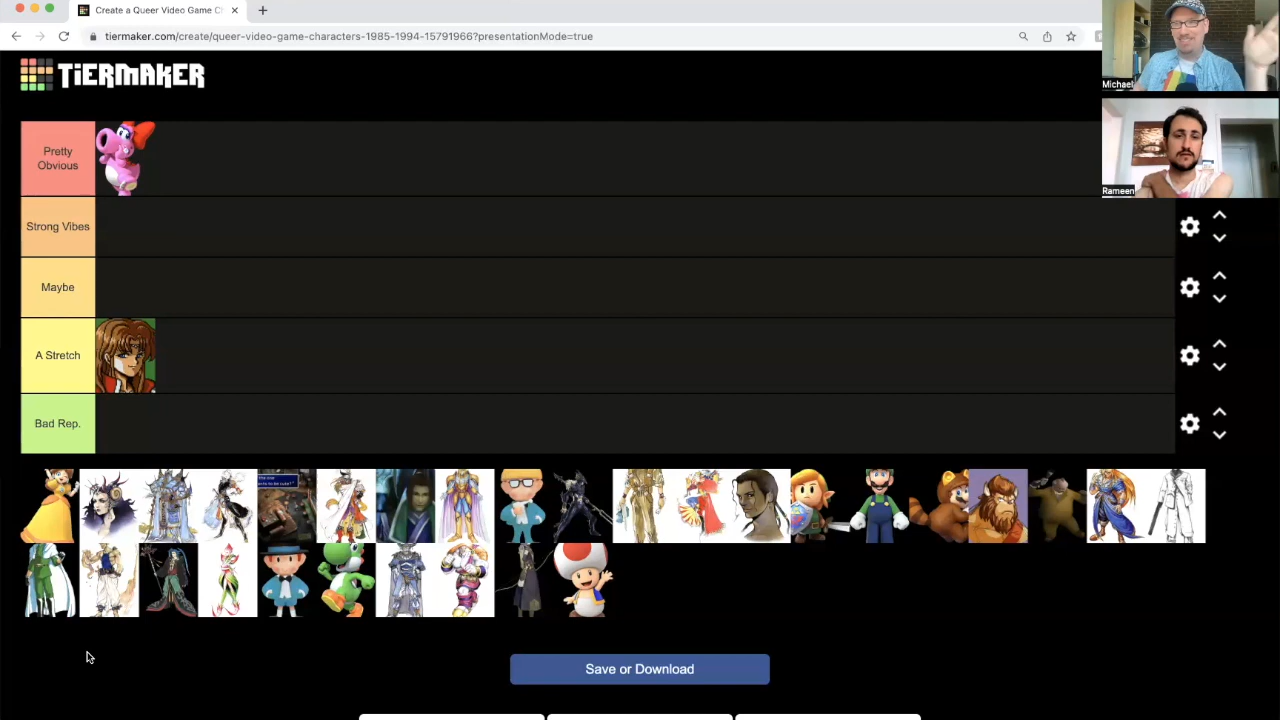 Create a Queer Video Game C
tiermaker.com/create/queer-video-game-characters-1985-1994-15791966?presentationMode=true
TiERMAKER
Michael
Rameen
Pretty
Obvious
Strong Vibes
Maybe
A Stretch
Bad Rep.
Save or Download